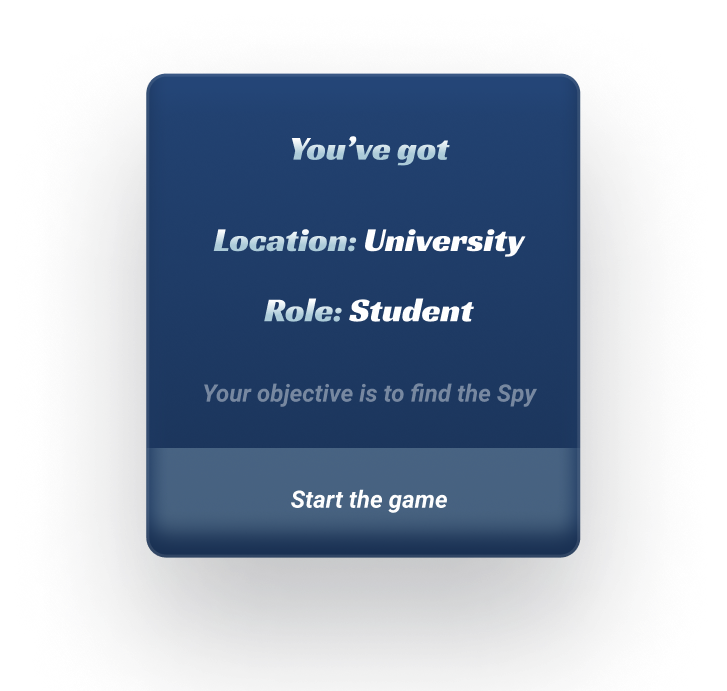 You’ve got
Location: University
Role: Student
Your objective is to find the Spy
Start the game